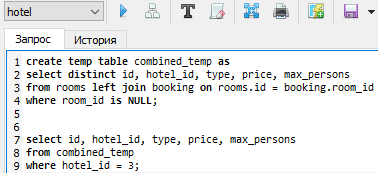 hotel
Запрос История
1 create temp table combined_temp as
2 select distinct id, hotel_id, type, price, max_persons
3 from rooms left join booking on rooms.id = booking.room_id
4 where room_id is NULL;
5
6
7 select id, hotel_id, type, price, max_persons
8 from combined_temp
9 where hotel_id = 3;